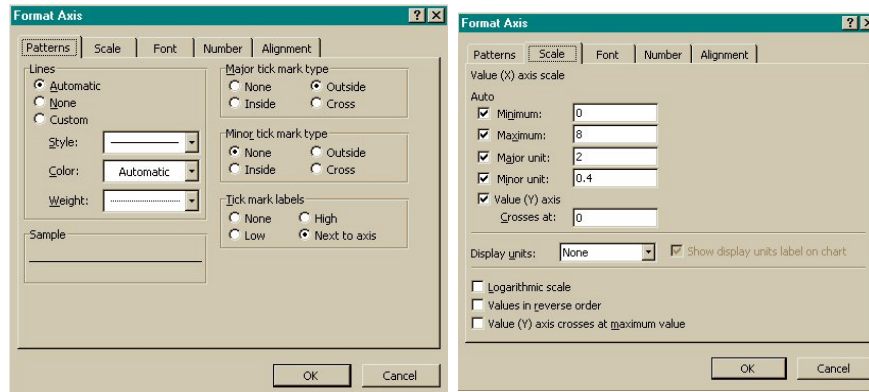 Format Axis
Patterns Scale Font Number Alignment
Lines
Automatic
None
Custom
Style:
Color: Automatic
Weight:
Sample
Major tick mark type
None Outside
Inside Cross
Minor tick mark type
None Outside
Inside Cross
Tick mark labels
None High
Low Next to axis
OK Cancel
Format Axis
Patterns Scale Font Number Alignment
Value (X) axis scale
Auto
Minimum: 0
Maximum: 8
Major unit: 2
Minor unit: 0.4
Value (Y) axis
Crosses at: 0
Display units: None Show display units label on chart
Logarithmic scale
Values in reverse order
Value (Y) axis crosses at maximum value
OK Cancel